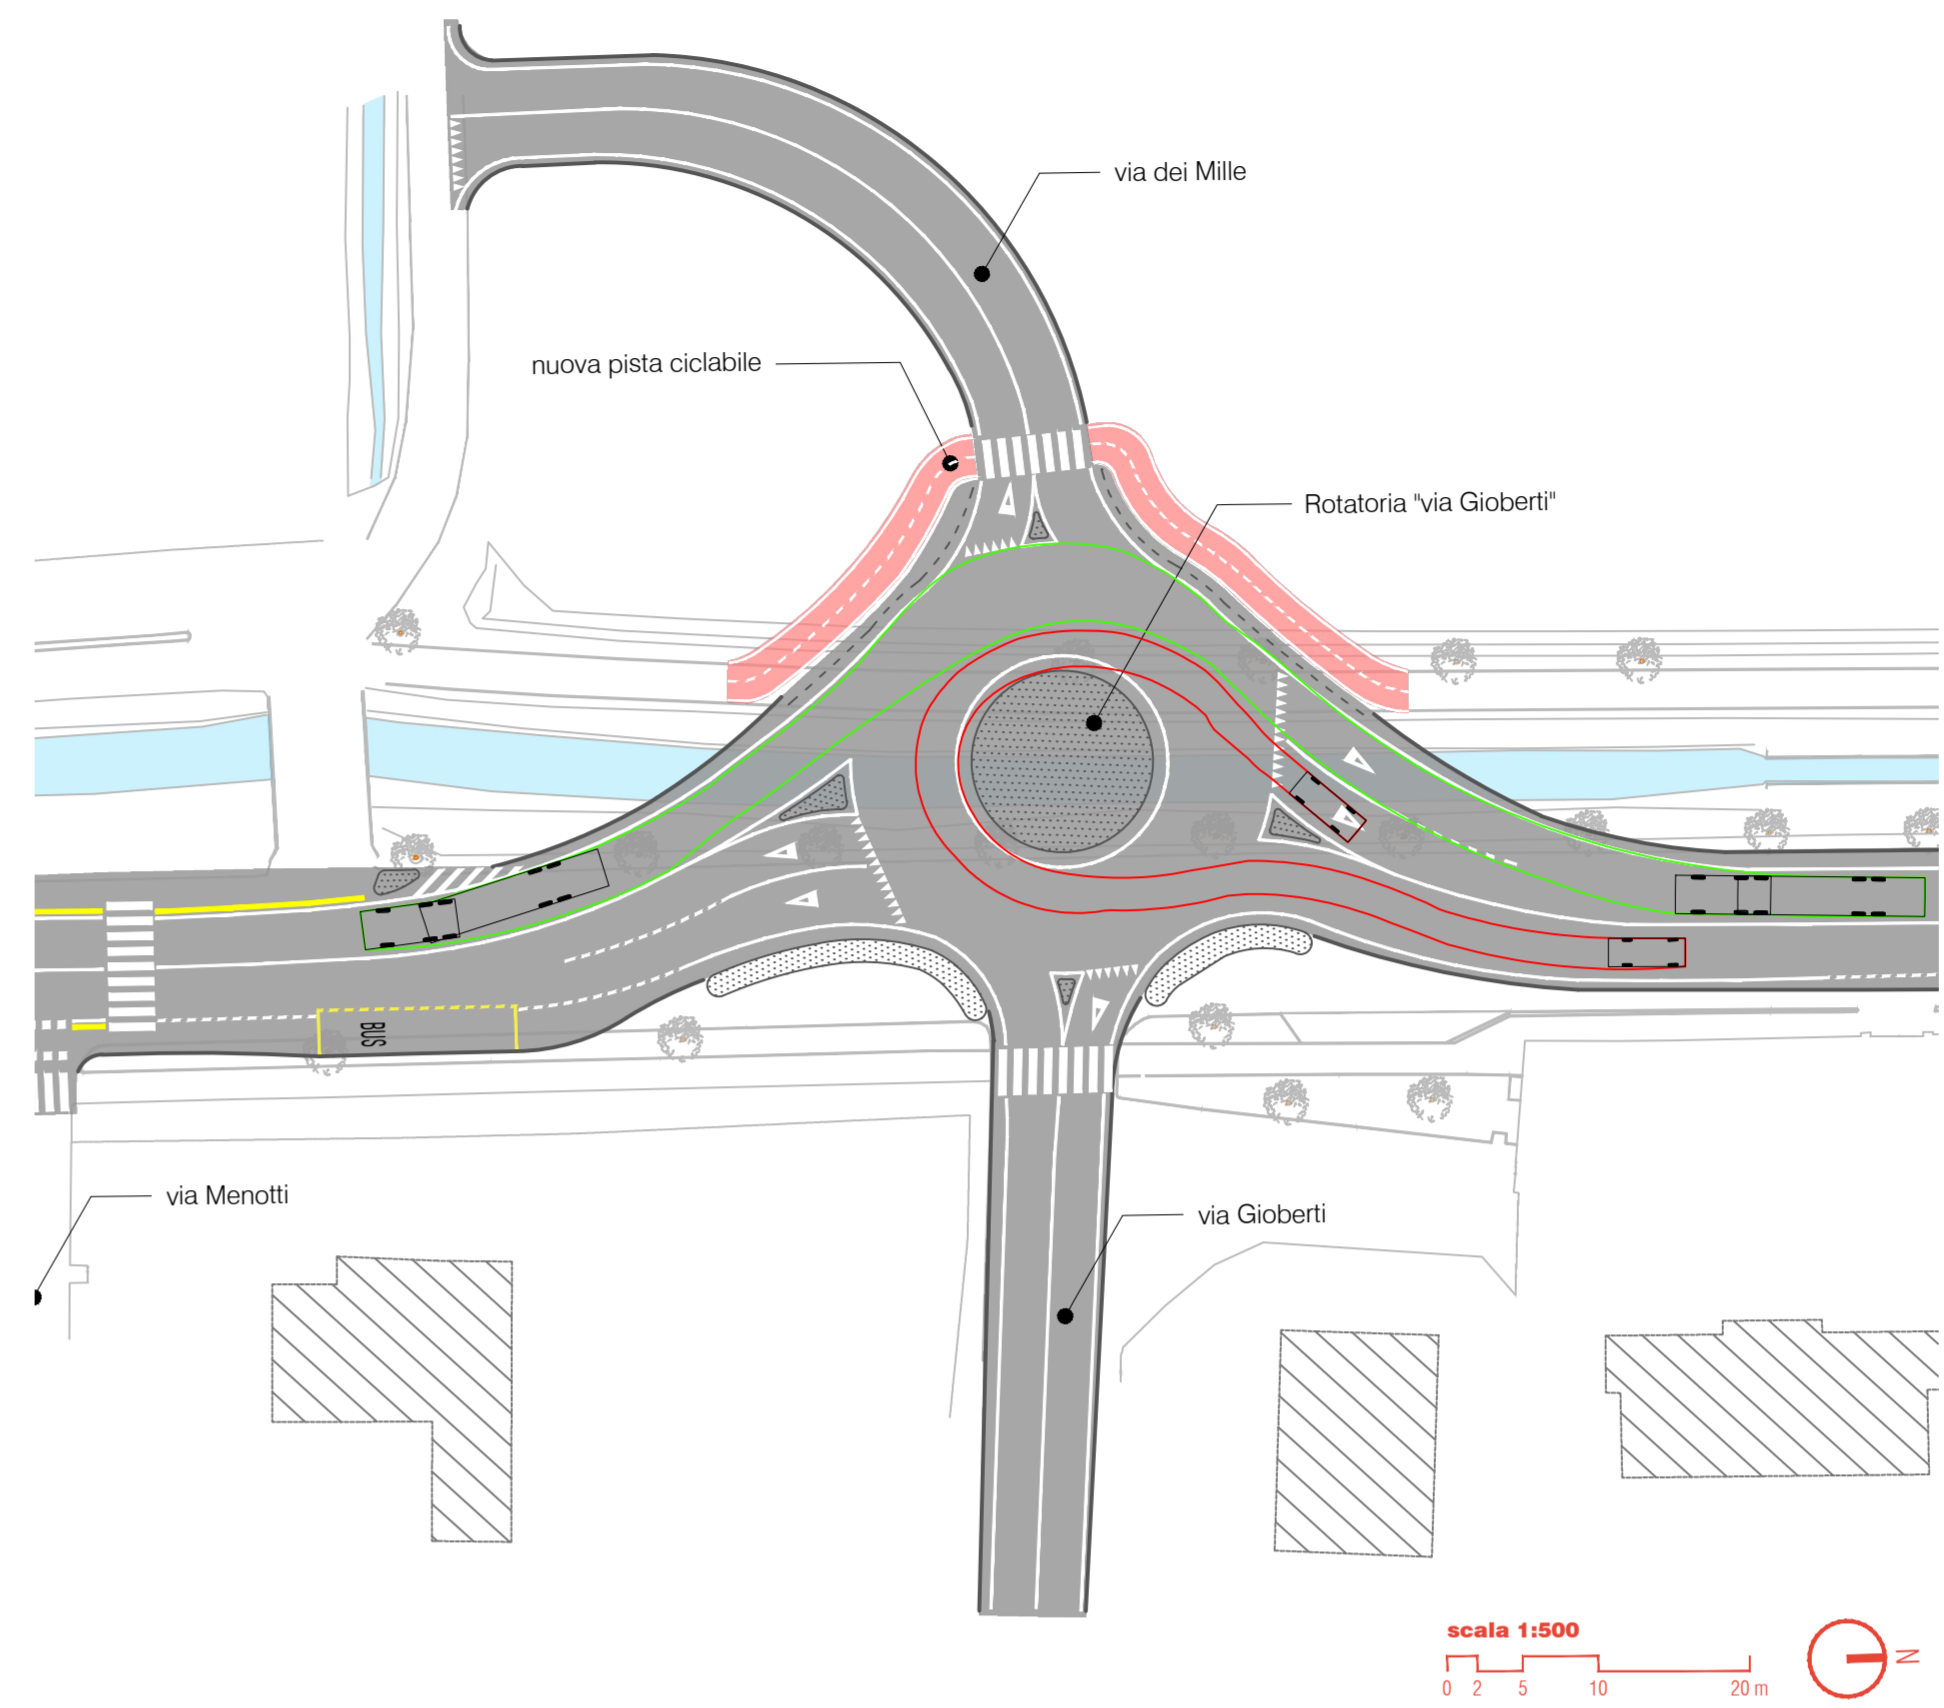 via dei Mille
nuova pista ciclabile
Rotatoria "via Gioberti"
BUS
via Menotti
via Gioberti
scala 1:500
0 2 5 10 20 m
N